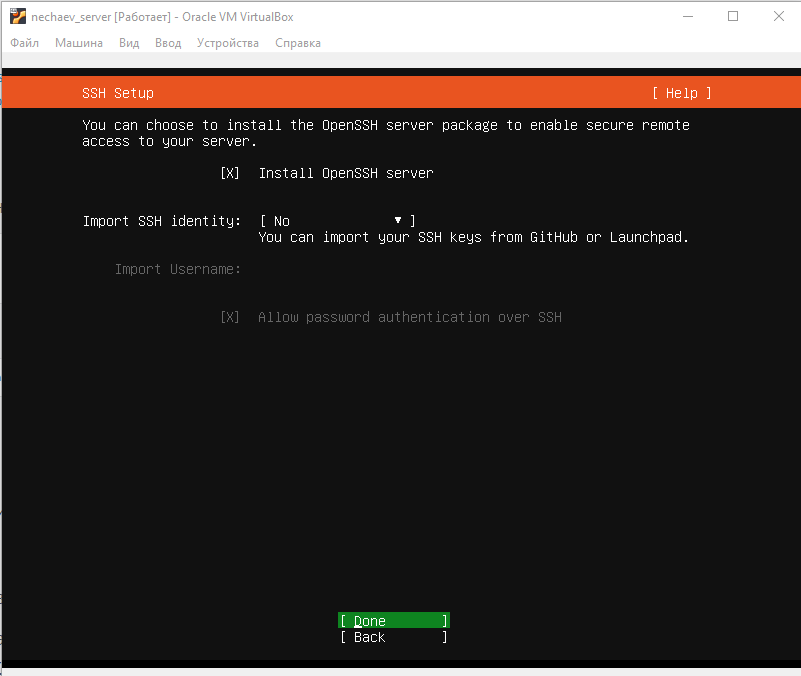 nechaev_server [Работает] - Oracle VM VirtualBox
Файл Машина Вид Ввод Устройства Справка
SSH Setup [ Help ]
You can choose to install the OpenSSH server package to enable secure remote
access to your server.
[X] Install OpenSSH server
Import SSH identity: [ No ▼ ]
You can import your SSH keys from GitHub or Launchpad.
Import Username:
[X] Allow password authentication over SSH
[ Done ]
[ Back ]